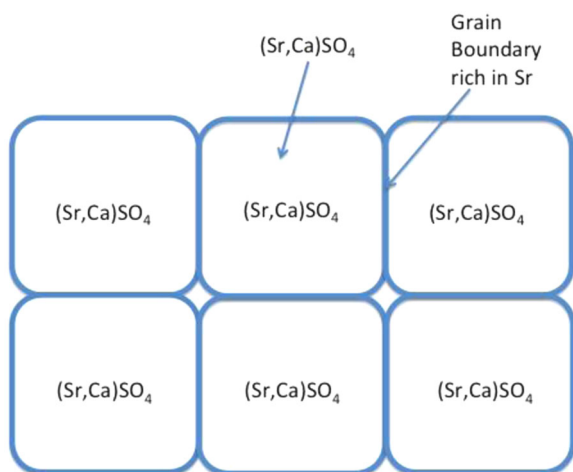 (Sr,Ca)SO₄
Grain
Boundary
rich in Sr
(Sr,Ca)SO₄
(Sr,Ca)SO₄
(Sr,Ca)SO₄
(Sr,Ca)SO₄
(Sr,Ca)SO₄
(Sr,Ca)SO₄